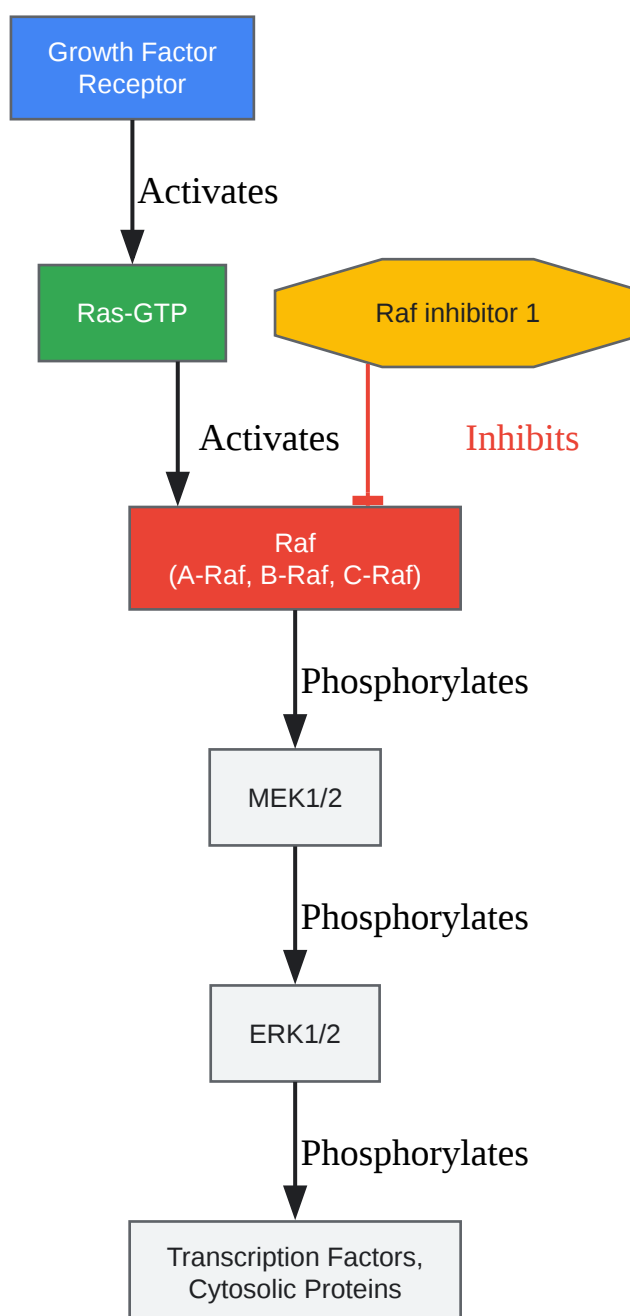 Growth Factor
Receptor
Activates
Ras-GTP
Raf inhibitor 1
Activates
Inhibits
Raf
(A-Raf, B-Raf, C-Raf)
Phosphorylates
MEK1/2
Phosphorylates
ERK1/2
Phosphorylates
Transcription Factors,
Cytosolic Proteins